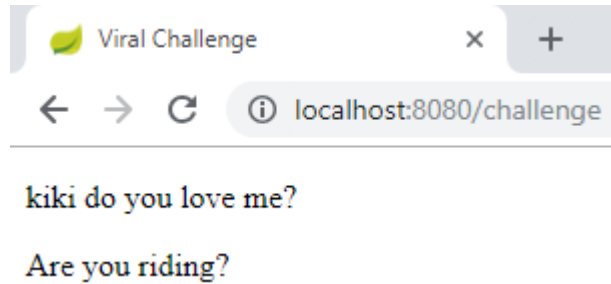 Viral Challenge
localhost:8080/challenge
kiki do you love me?
Are you riding?